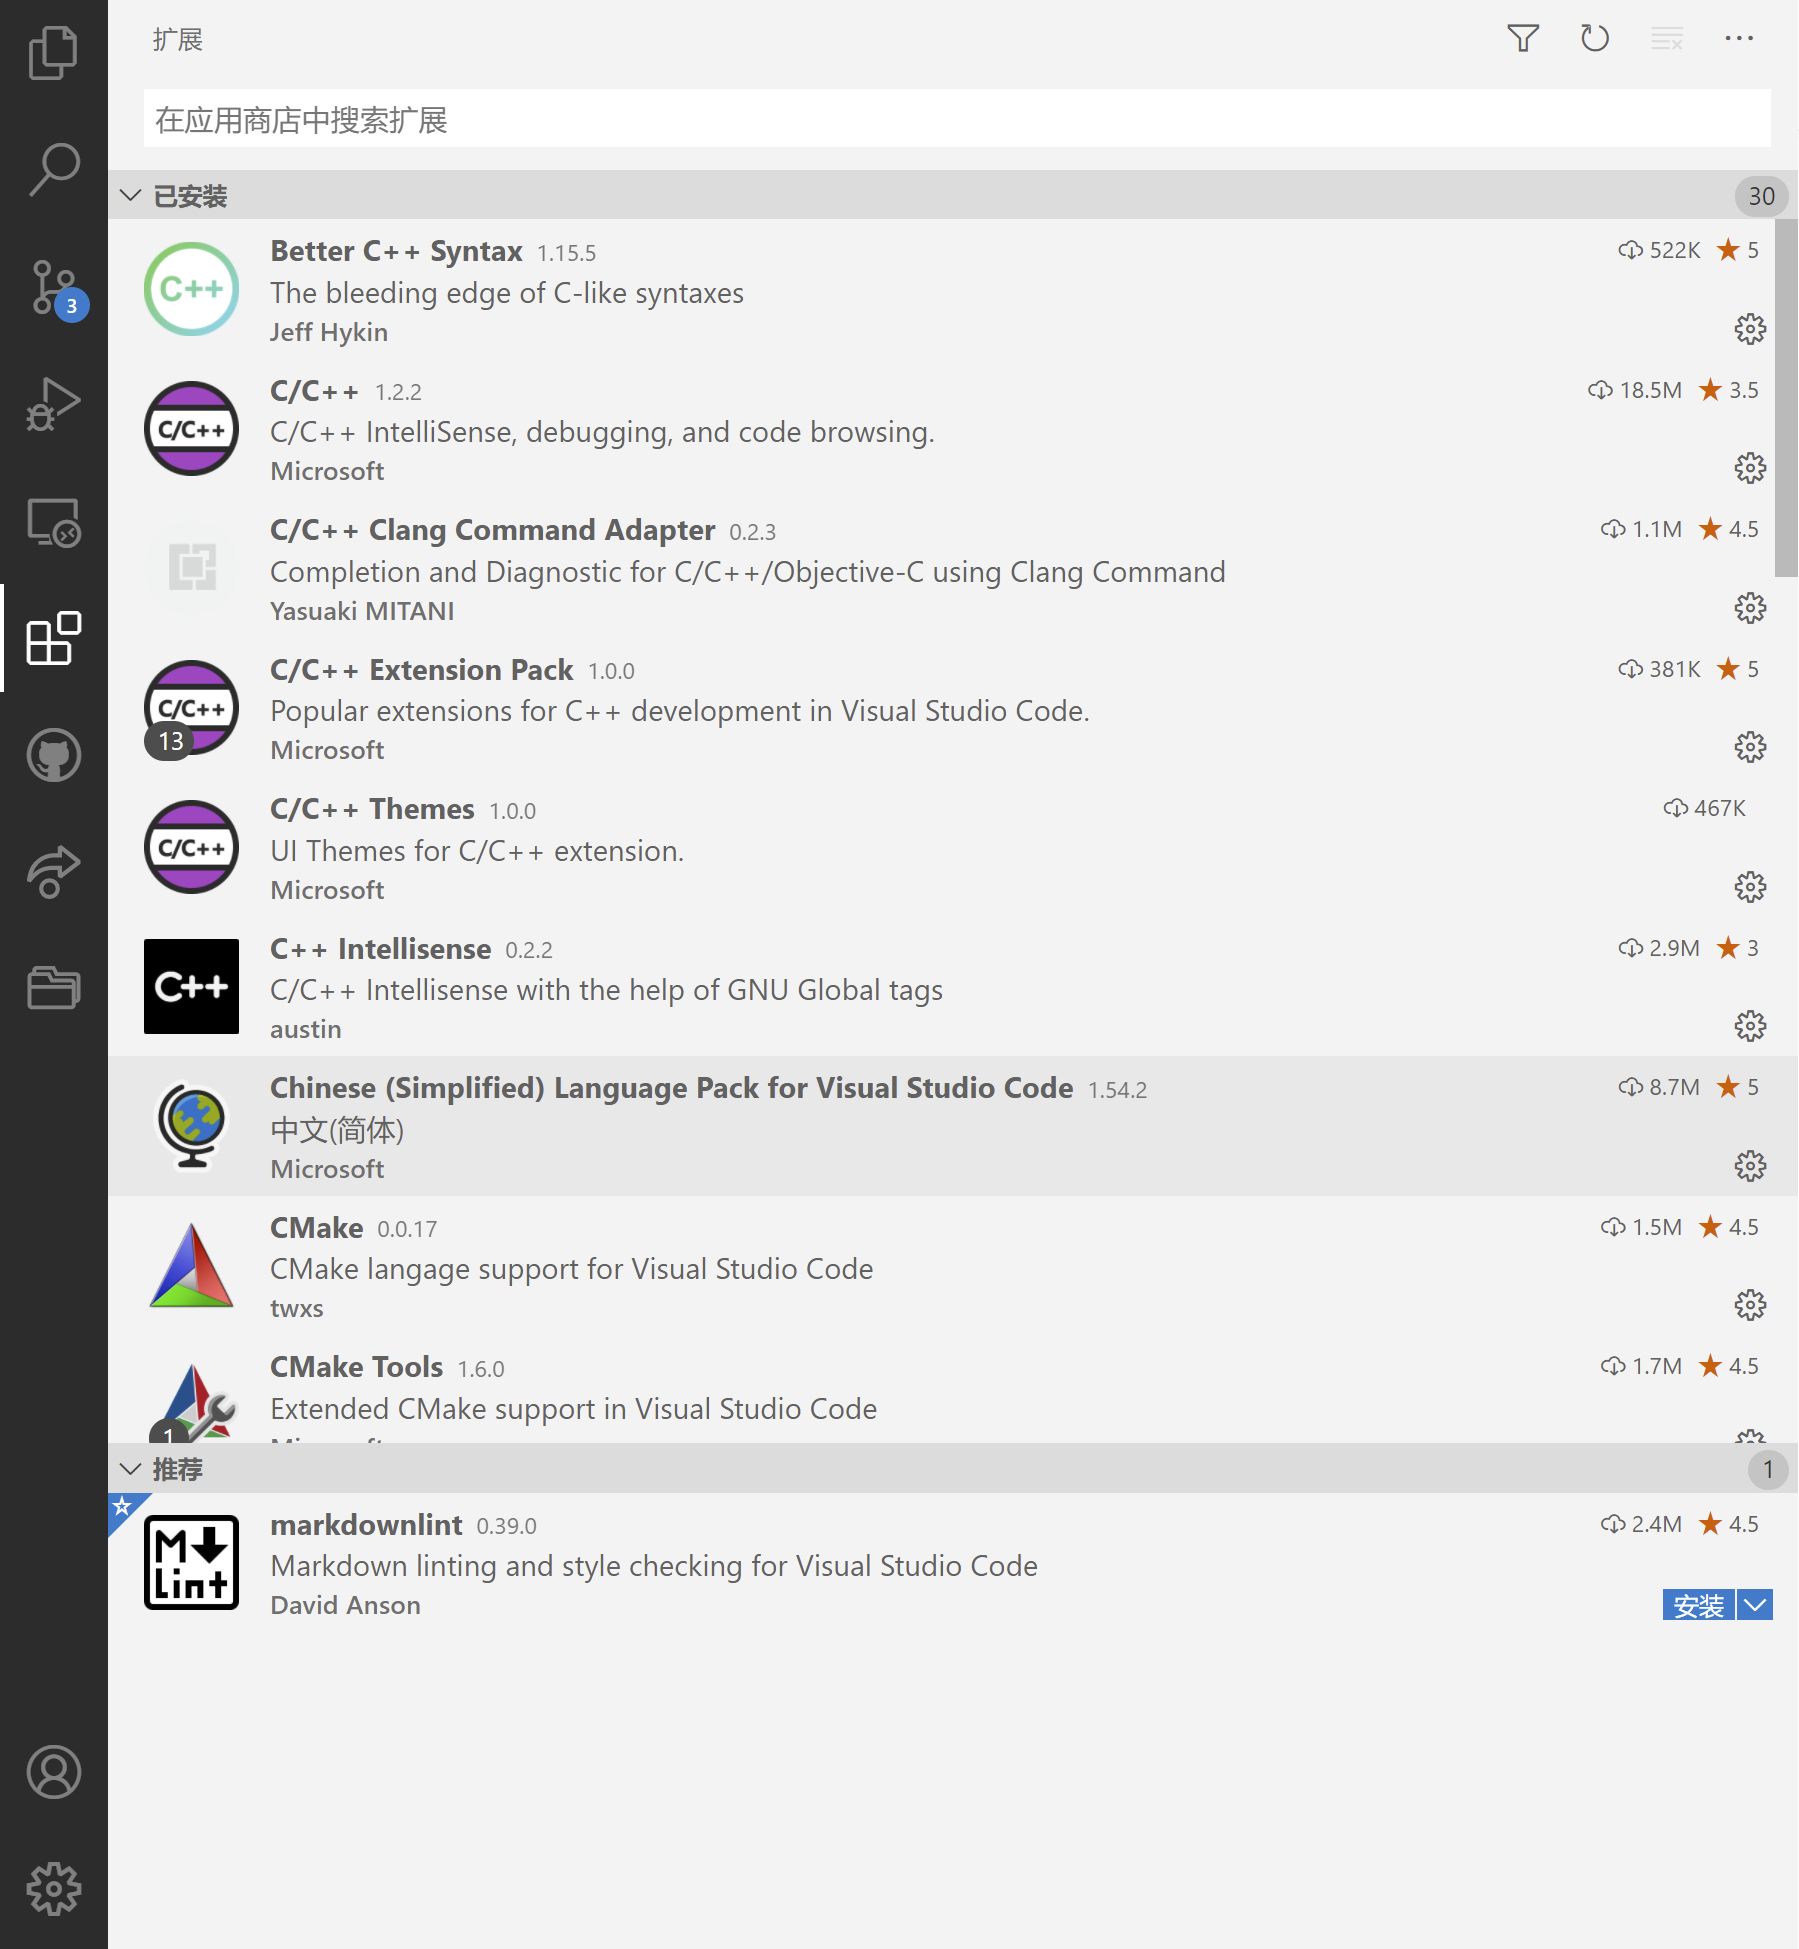 扩展
在应用商店中搜索扩展
已安装 30
Better C++ Syntax 1.15.5 522K 5
C++
The bleeding edge of C-like syntaxes
Jeff Hykin
3
C/C++ 1.2.2 18.5M 3.5
C/C++
C/C++ IntelliSense, debugging, and code browsing.
Microsoft
C/C++ Clang Command Adapter 0.2.3 1.1M 4.5
Completion and Diagnostic for C/C++/Objective-C using Clang Command
Yasuaki MITANI
C/C++ Extension Pack 1.0.0 381K 5
C/C++
Popular extensions for C++ development in Visual Studio Code.
13
Microsoft
C/C++ Themes 1.0.0 467K
C/C++
UI Themes for C/C++ extension.
Microsoft
C++ Intellisense 0.2.2 2.9M 3
C++
C/C++ Intellisense with the help of GNU Global tags
austin
Chinese (Simplified) Language Pack for Visual Studio Code 1.54.2 8.7M 5
中文(简体)
Microsoft
CMake 0.0.17 1.5M 4.5
CMake langage support for Visual Studio Code
twxs
CMake Tools 1.6.0 1.7M 4.5
Extended CMake support in Visual Studio Code
1
Microsoft
推荐 1
markdownlint 0.39.0 2.4M 4.5
M
Lint
Markdown linting and style checking for Visual Studio Code
David Anson
安装